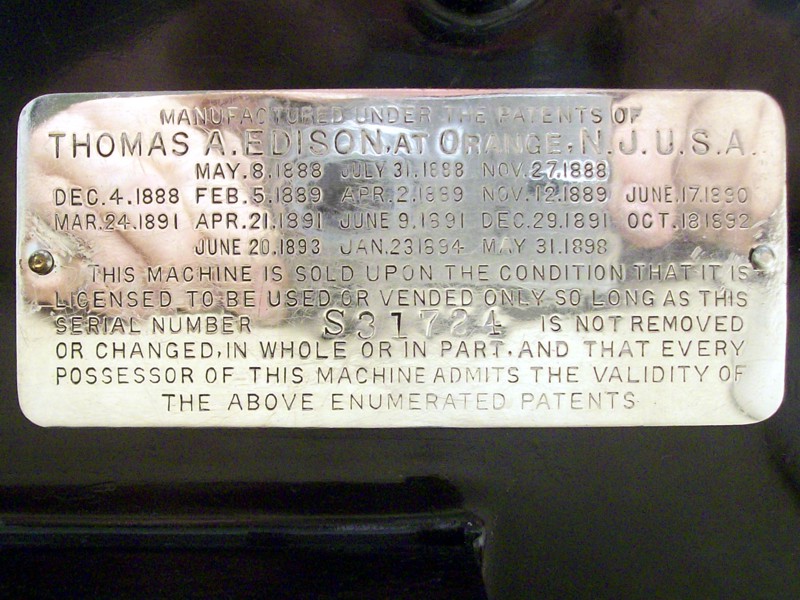 MANUFACTURED UNDER THE PATENTS OF
THOMAS A. EDISON, AT ORANGE, N.J. U.S.A.
MAY. 8. 1888 JULY 31. 1888 NOV. 27. 1888
DEC. 4. 1888 FEB. 5. 1889 APR. 2. 1889 NOV. 12. 1889 JUNE. 17. 1890
MAR. 24. 1891 APR. 21. 1891 JUNE 9. 1891 DEC. 29. 1891 OCT. 18 1892
JUNE 20. 1893 JAN. 23 1894 MAY 31. 1898
THIS MACHINE IS SOLD UPON THE CONDITION THAT IT IS
LICENSED TO BE USED OR VENDED ONLY SO LONG AS THIS
SERIAL NUMBER S31724 IS NOT REMOVED
OR CHANGED, IN WHOLE OR IN PART, AND THAT EVERY
POSSESSOR OF THIS MACHINE ADMITS THE VALIDITY OF
THE ABOVE ENUMERATED PATENTS